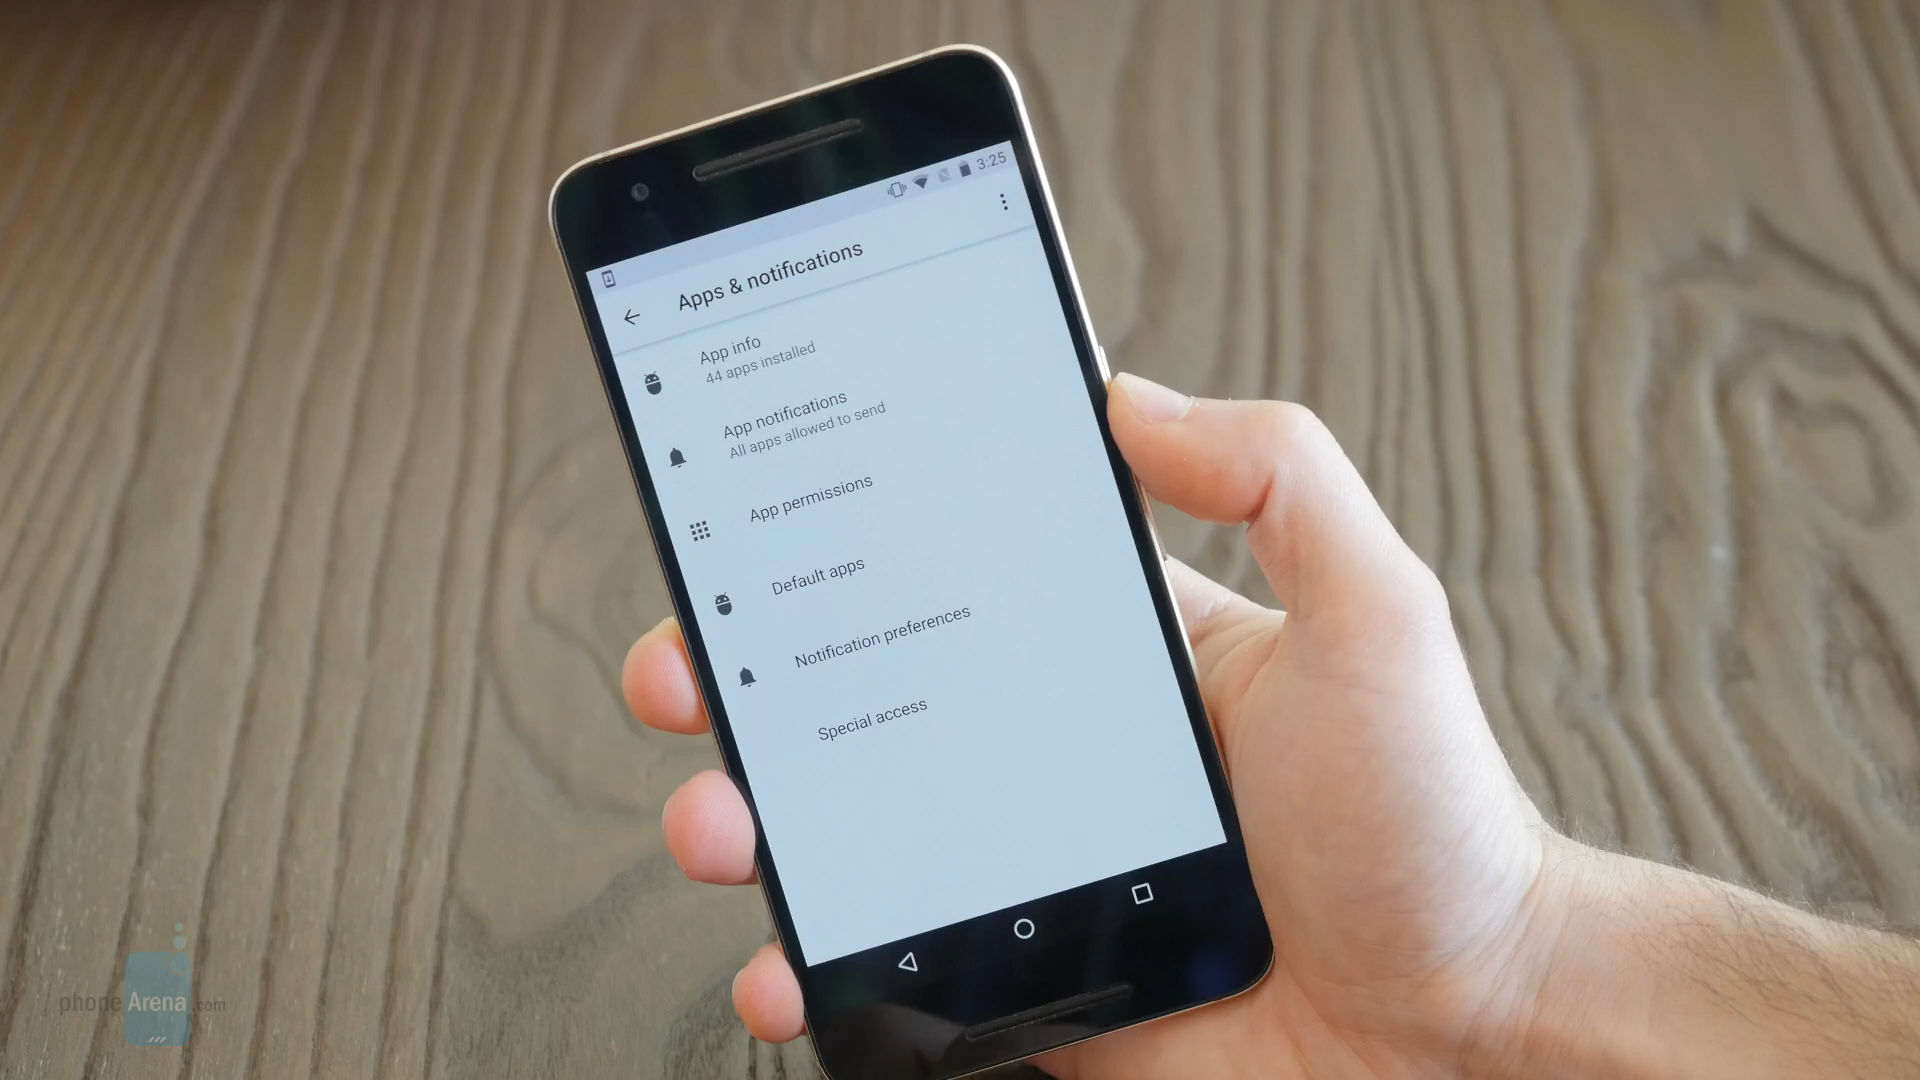 3:25
Apps & notifications
App info
44 apps installed
App notifications
All apps allowed to send
App permissions
Default apps
Notification preferences
Special access
phoneArena.com